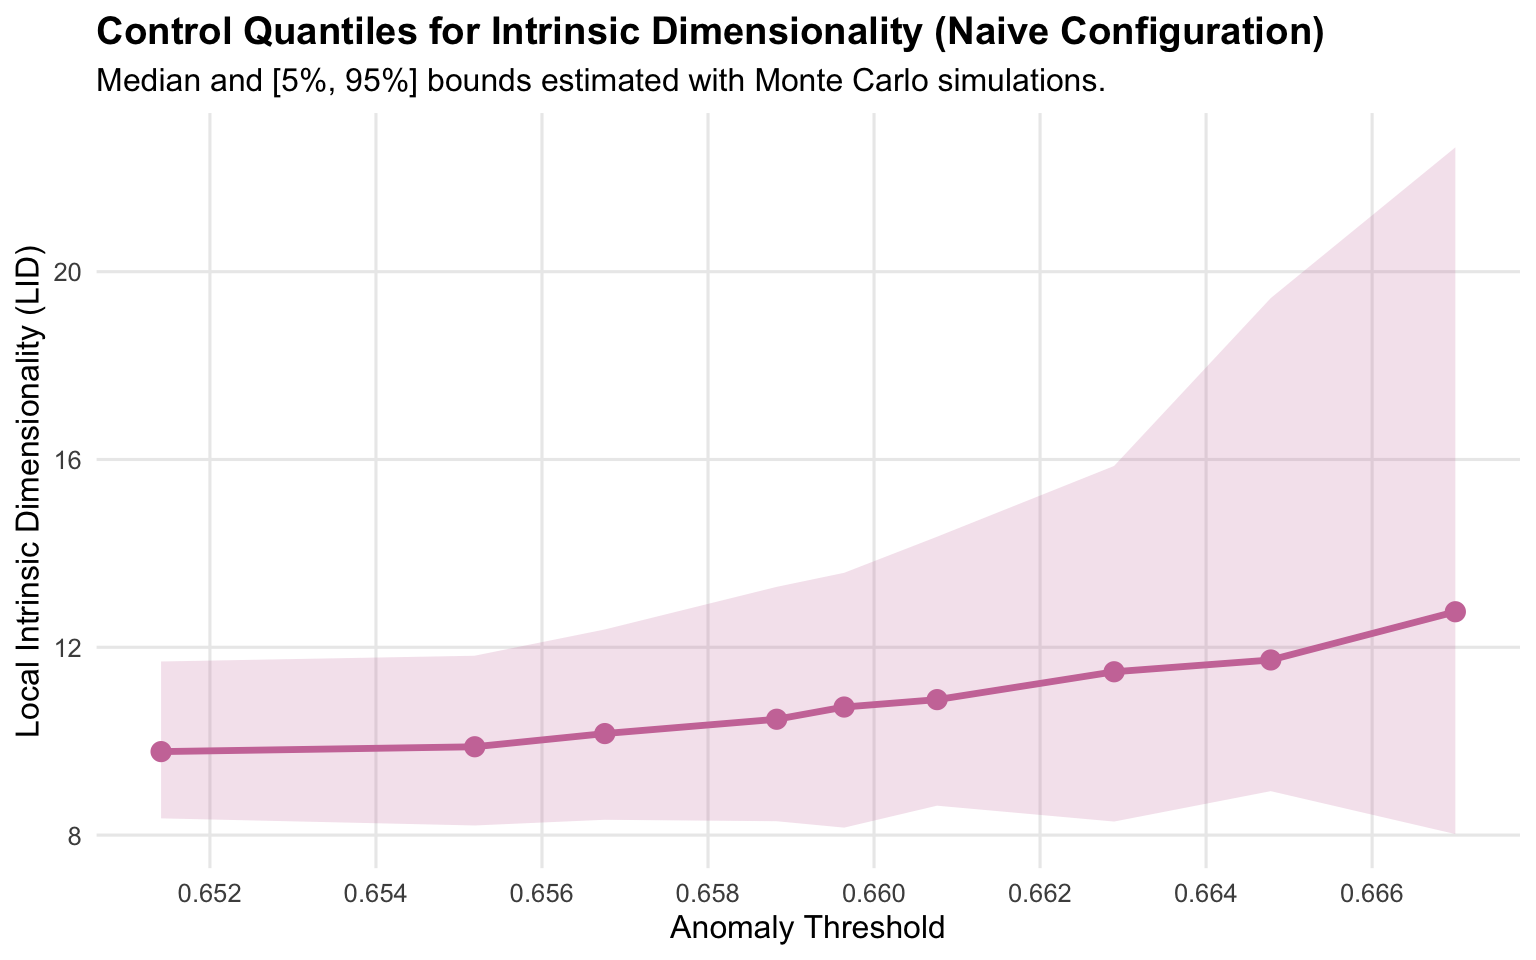 Control Quantiles for Intrinsic Dimensionality (Naive Configuration)
Median and [5%, 95%] bounds estimated with Monte Carlo simulations.
Local Intrinsic Dimensionality (LID)
20
16
12
8
0.652 0.654 0.656 0.658 0.660 0.662 0.664 0.666
Anomaly Threshold